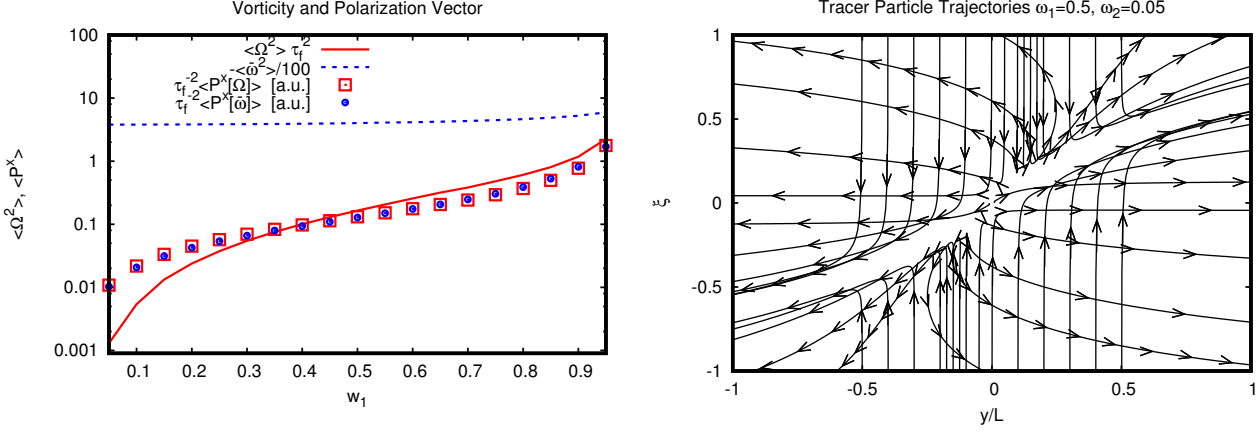 Vorticity and Polarization Vector
<Ω²>, <Pˣ>
100
10
1
0.1
0.01
0.001
<Ω²> τ_f²
-<ω̃²>/100
τ_f⁻²<Pˣ[Ω]> [a.u.]
τ_f⁻²<Pˣ[ω̃]> [a.u.]
0.1 0.2 0.3 0.4 0.5 0.6 0.7 0.8 0.9
w₁
Tracer Particle Trajectories ω₁=0.5, ω₂=0.05
ξ
1
0.5
0
-0.5
-1
-1 -0.5 0 0.5 1
y/L